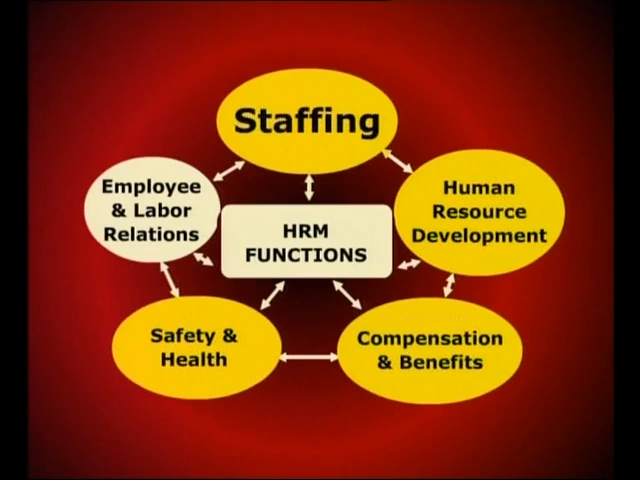 Staffing
Employee
& Labor
Relations
HRM
FUNCTIONS
Human
Resource
Development
Safety &
Health
Compensation
& Benefits